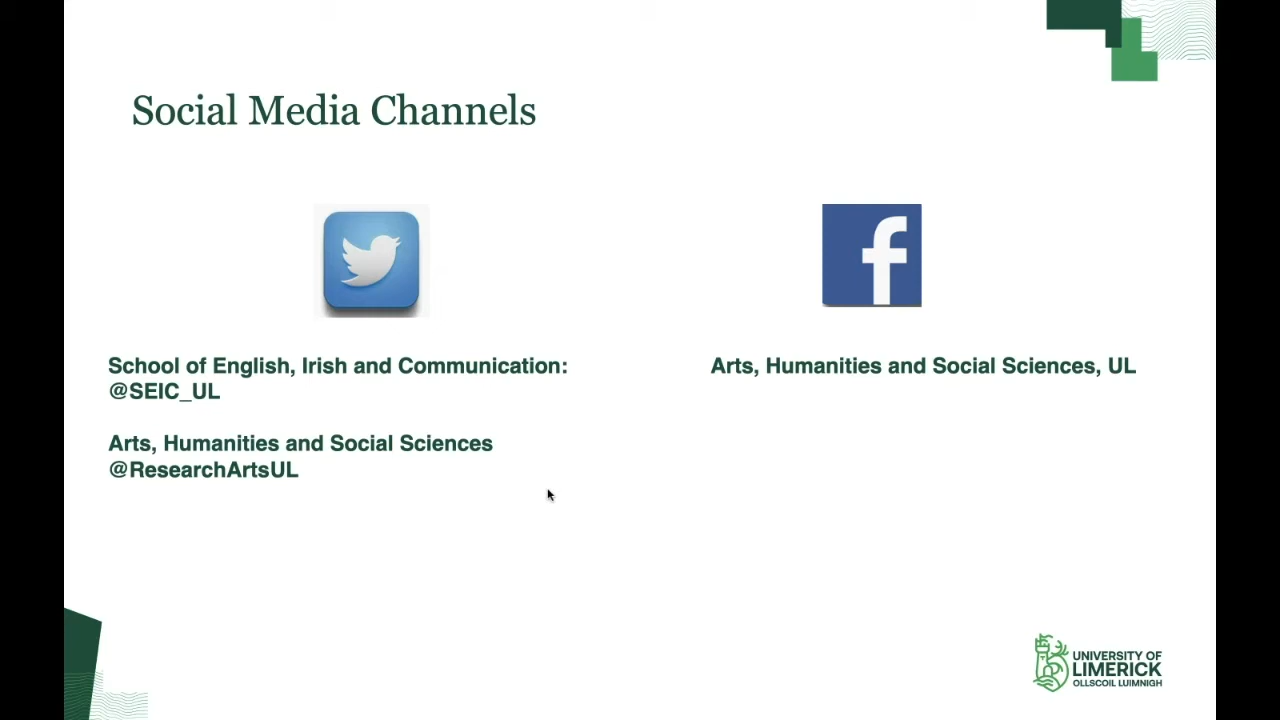 Social Media Channels
School of English, Irish and Communication:
@SEIC_UL
Arts, Humanities and Social Sciences
@ResearchArtsUL
Arts, Humanities and Social Sciences, UL
UNIVERSITY OF
LIMERICK
OLLSCOIL LUIMNIGH